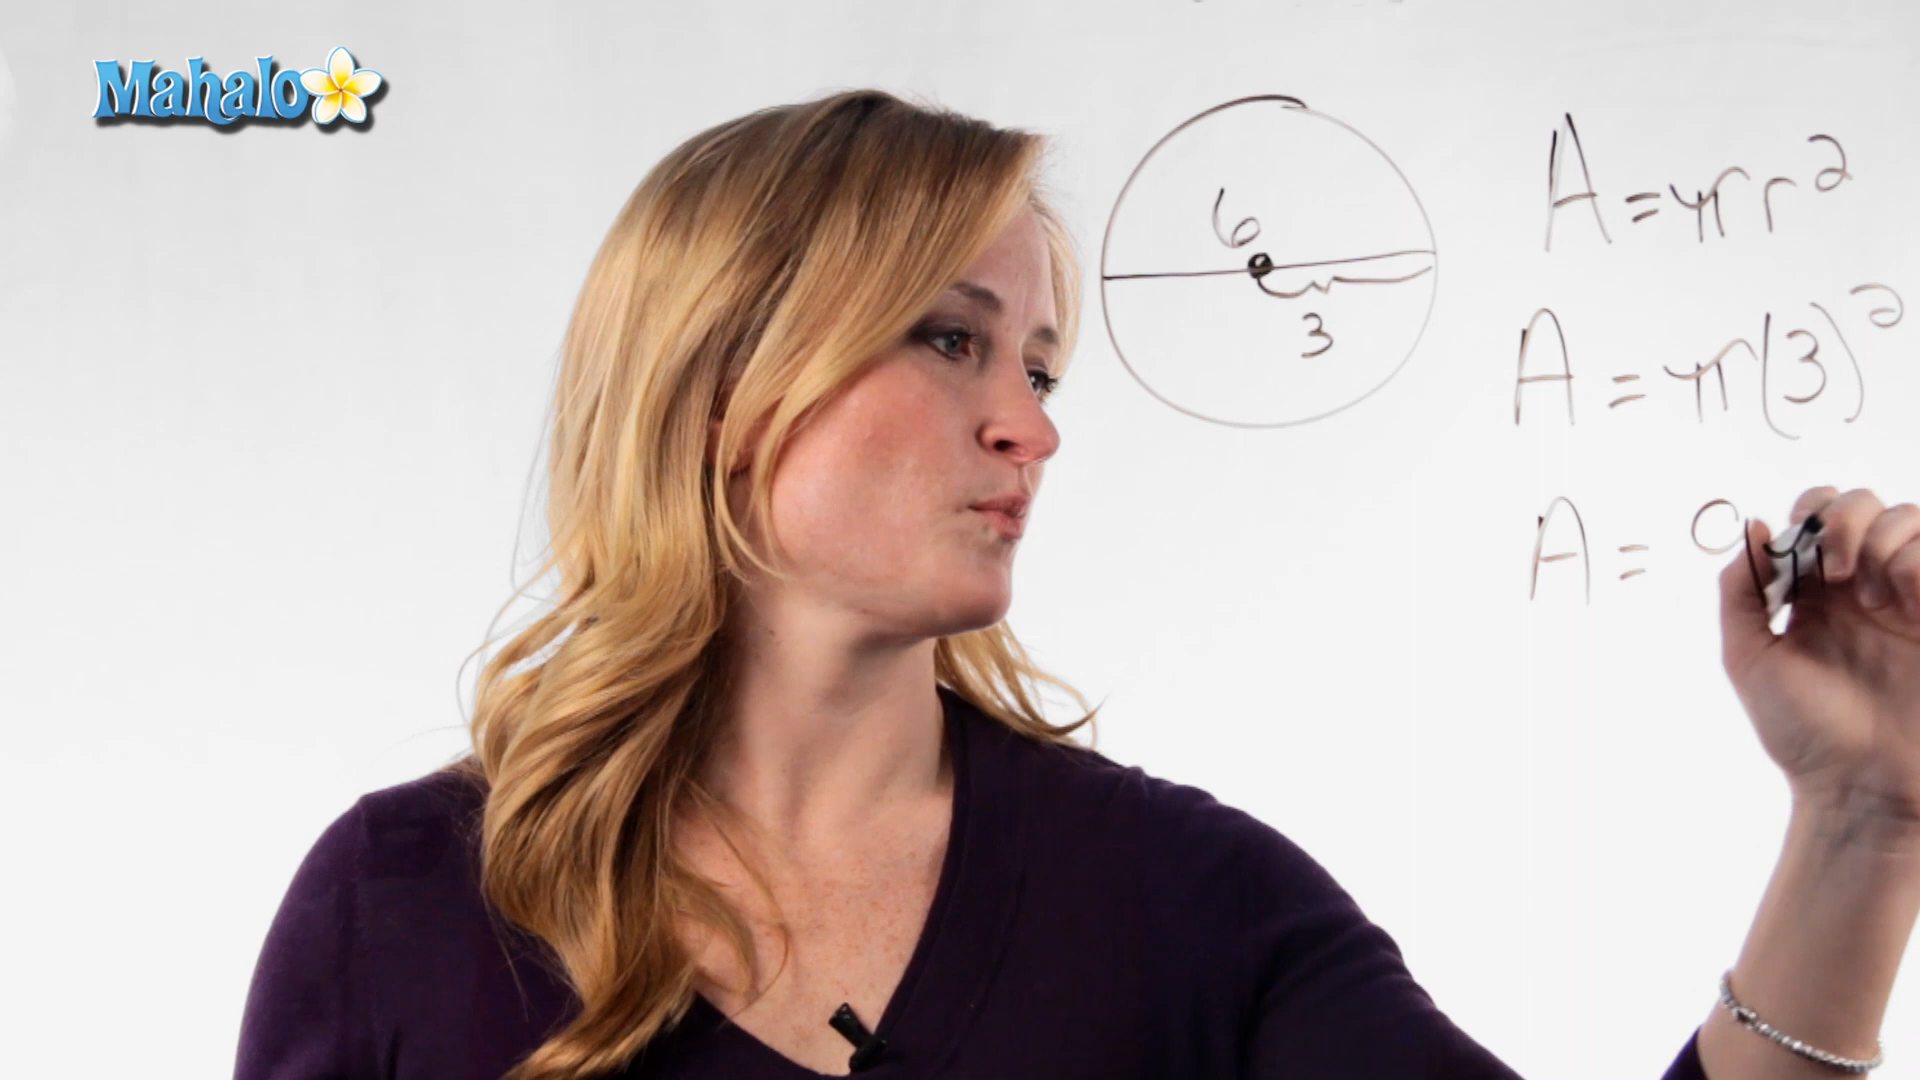 Mahalo
6
3
A = πr²
A = π(3)²
A = 9π